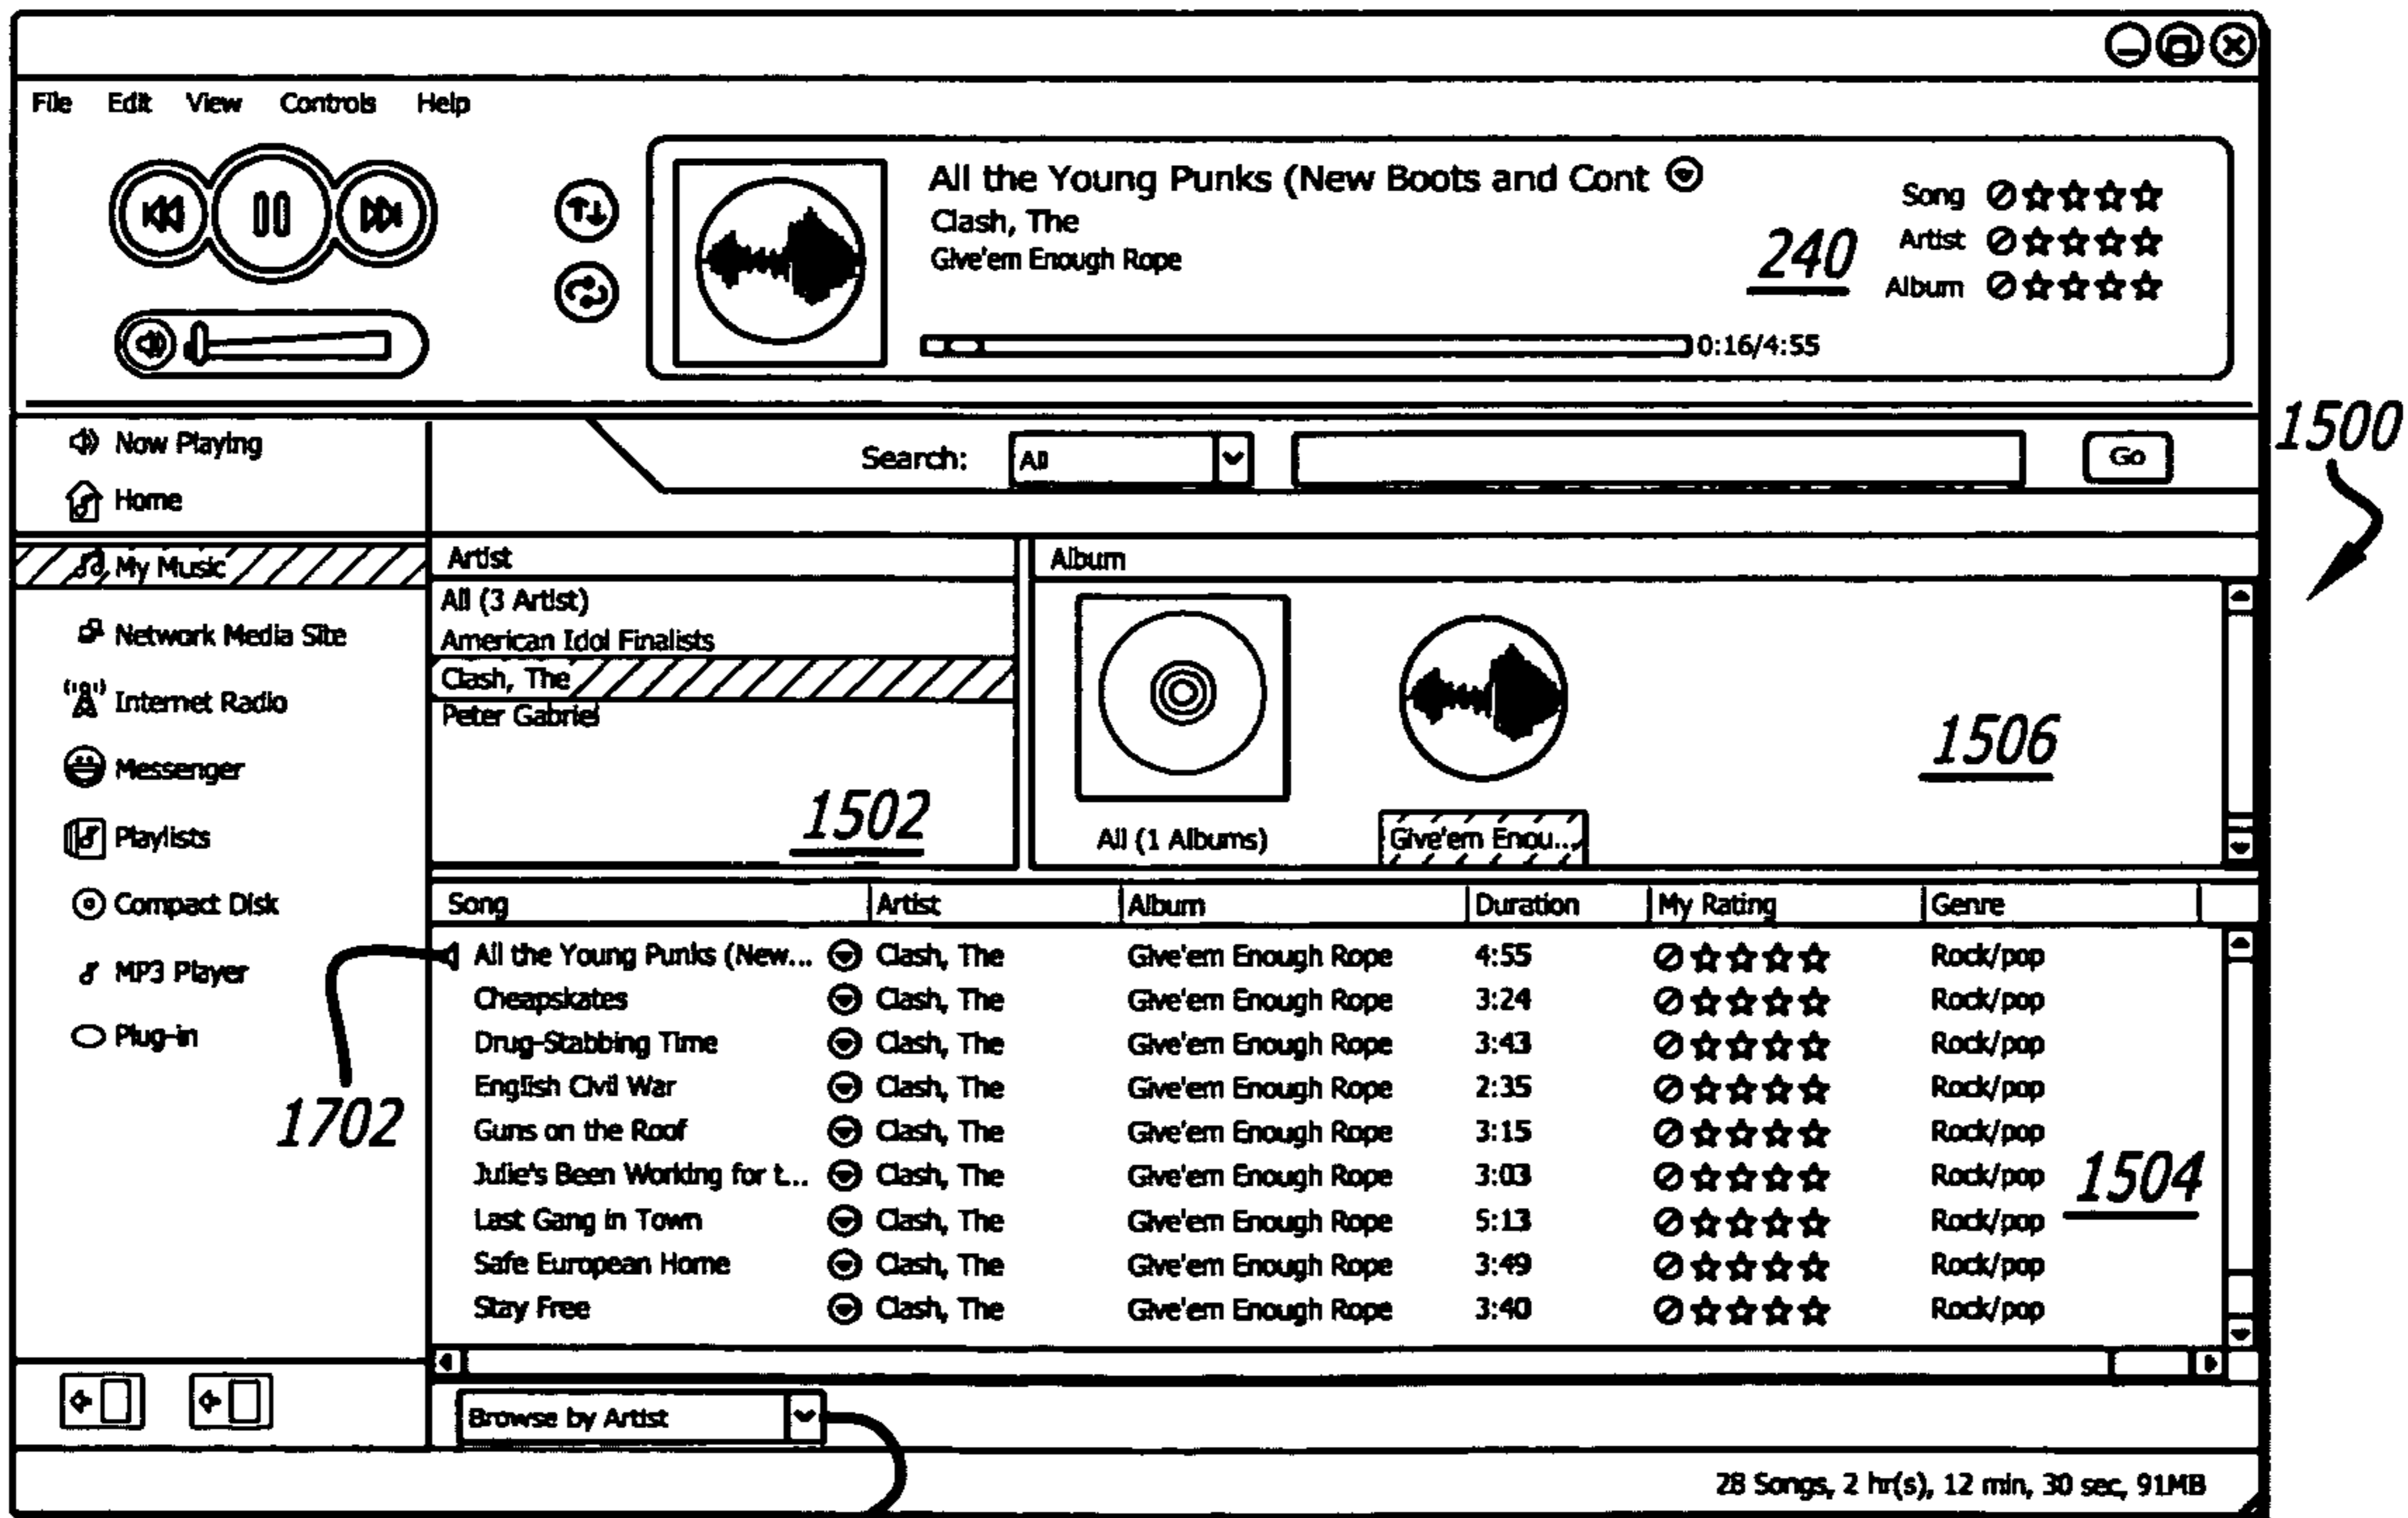 File Edit View Controls Help
All the Young Punks (New Boots and Cont
Clash, The
Give'em Enough Rope
240
Song
Artist
Album
0:16/4:55
1500
Now Playing
Home
Search: All Go
My Music
Network Media Site
Internet Radio
Messenger
Playlists
Compact Disk
MP3 Player
Plug-in
1702
Artist
All (3 Artist)
American Idol Finalists
Clash, The
Peter Gabriel
1502
Album
All (1 Albums)
Give'em Enou...
1506
Song Artist Album Duration My Rating Genre
All the Young Punks (New... Clash, The Give'em Enough Rope 4:55 Rock/pop
Cheapskates Clash, The Give'em Enough Rope 3:24 Rock/pop
Drug-Stabbing Time Clash, The Give'em Enough Rope 3:43 Rock/pop
English Civil War Clash, The Give'em Enough Rope 2:35 Rock/pop
Guns on the Roof Clash, The Give'em Enough Rope 3:15 Rock/pop
Julie's Been Working for t... Clash, The Give'em Enough Rope 3:03 Rock/pop
Last Gang in Town Clash, The Give'em Enough Rope 5:13 Rock/pop
Safe European Home Clash, The Give'em Enough Rope 3:49 Rock/pop
Stay Free Clash, The Give'em Enough Rope 3:40 Rock/pop
1504
Browse by Artist
28 Songs, 2 hr(s), 12 min, 30 sec, 91MB